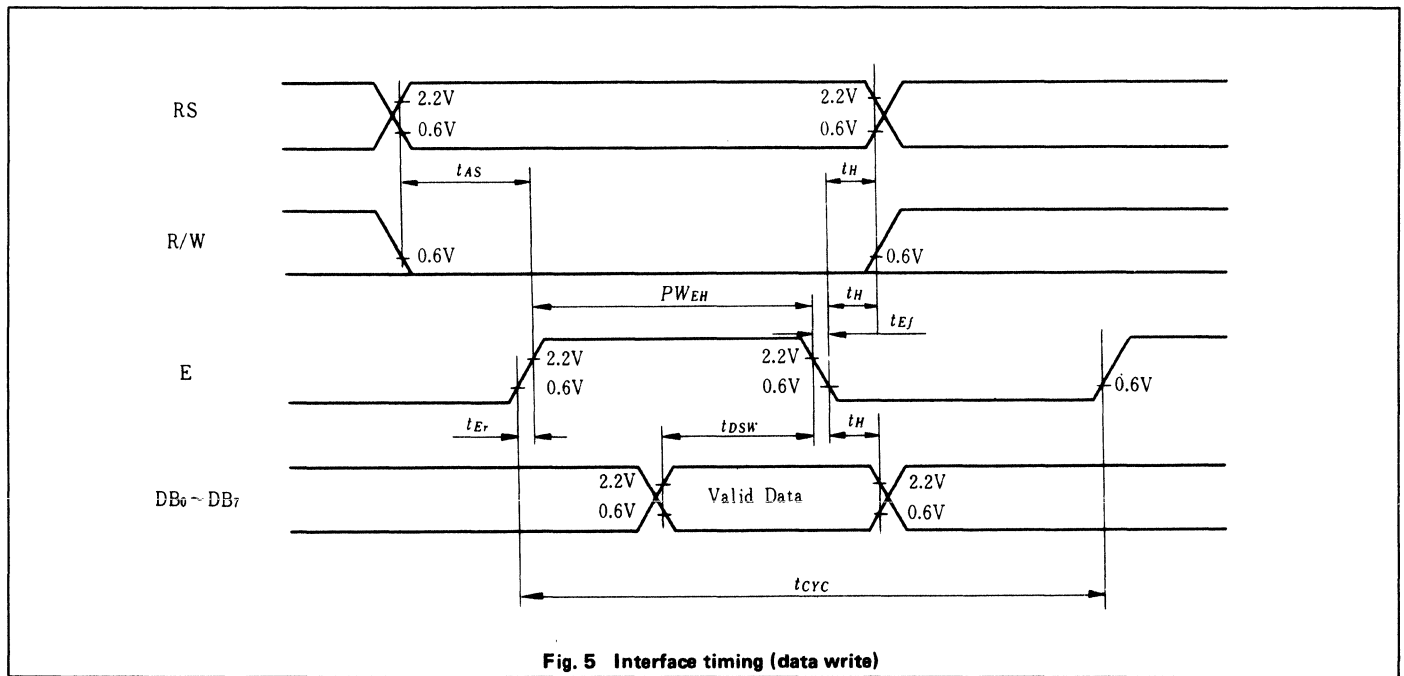 RS
2.2V 2.2V
0.6V 0.6V
tAS tH
R/W
0.6V 0.6V
PWEH tH
tEf
E
2.2V 2.2V
0.6V 0.6V 0.6V
tEr tDSW tH
DB0~DB7
2.2V Valid Data 2.2V
0.6V 0.6V
tCYC
Fig. 5 Interface timing (data write)